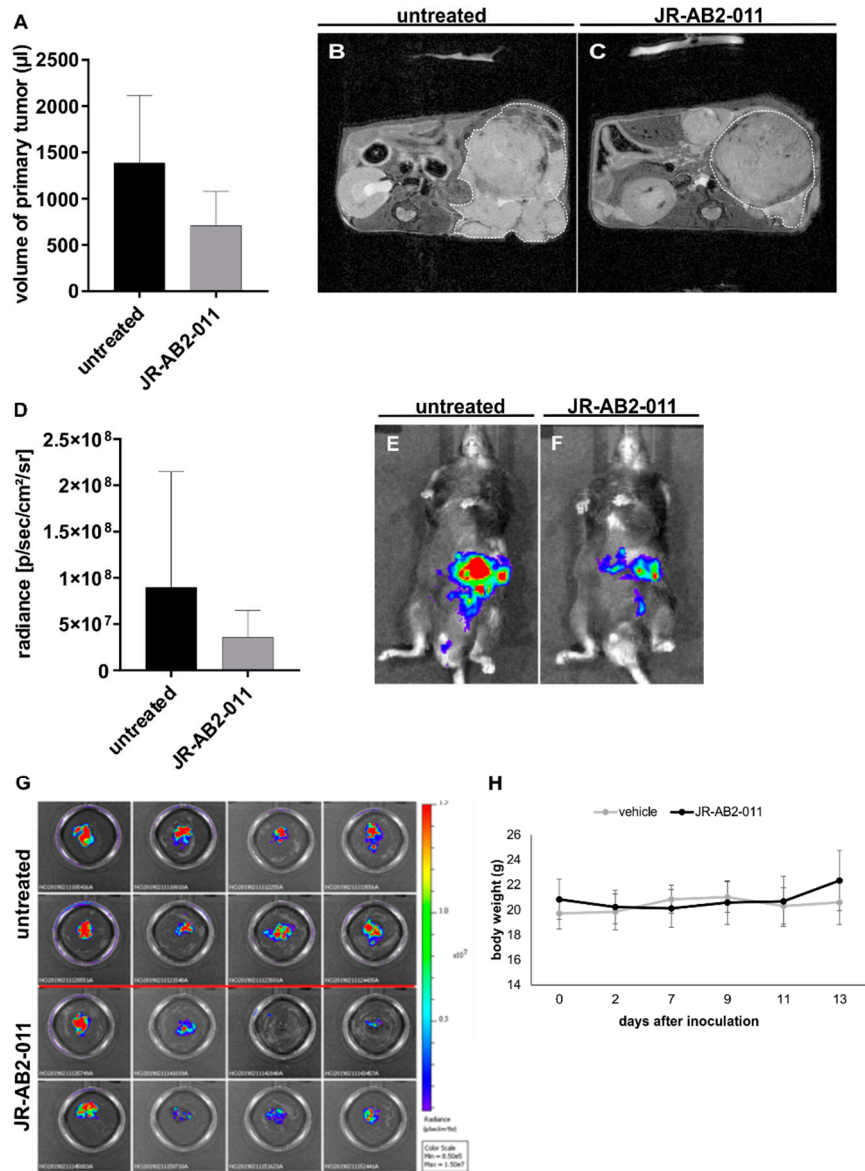 A
volume of primary tumor (µl)
2500
2000
1500
1000
500
0
untreated
JR-AB2-011
untreated
JR-AB2-011
B
C
D
radiance [p/sec/cm²/sr]
2.5×10⁸
2×10⁸
1.5×10⁸
1×10⁸
5×10⁷
0
untreated
JR-AB2-011
untreated
JR-AB2-011
E
F
G
untreated
JR-AB2-011
1.0
x10⁷
0.5
Radiance
(p/sec/cm²/sr)
Color Scale
Min = 8.50e5
Max = 1.50e7
H
vehicle
JR-AB2-011
body weight (g)
26
24
22
20
18
16
14
0 2 7 9 11 13
days after inoculation